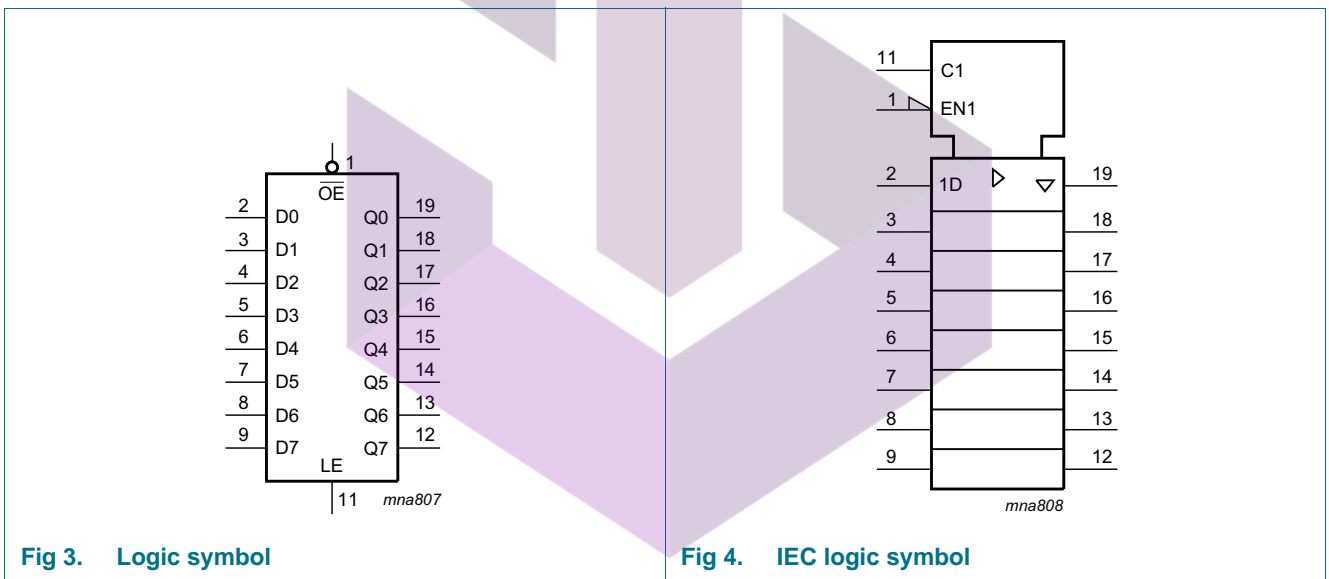 1
OE
2 D0 Q0 19
3 D1 Q1 18
4 D2 Q2 17
5 D3 Q3 16
6 D4 Q4 15
7 D5 Q5 14
8 D6 Q6 13
9 D7 Q7 12
LE
11 mna807
Fig 3. Logic symbol
11 C1
1 EN1
2 1D 19
3 18
4 17
5 16
6 15
7 14
8 13
9 12
mna808
Fig 4. IEC logic symbol